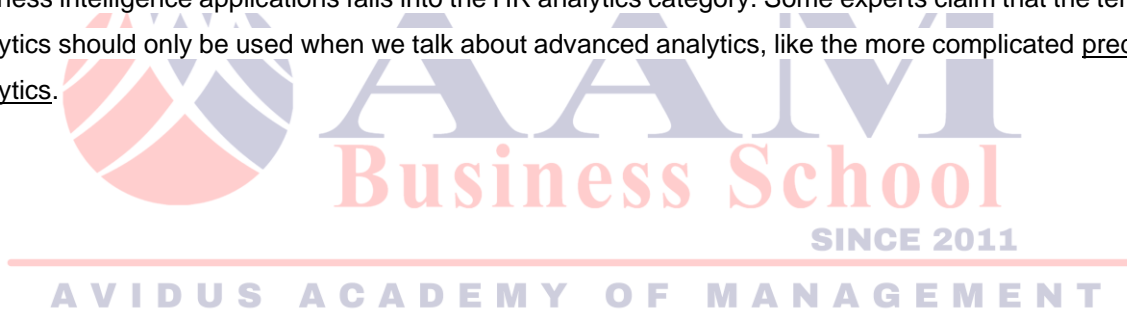 ness intelligence applications falls into the HR analytics category. Some experts claim that the ter
ytics should only be used when we talk about advanced analytics, like the more complicated pred
ytics.
AAM
Business School
SINCE 2011
AVIDUS ACADEMY OF MANAGEMENT